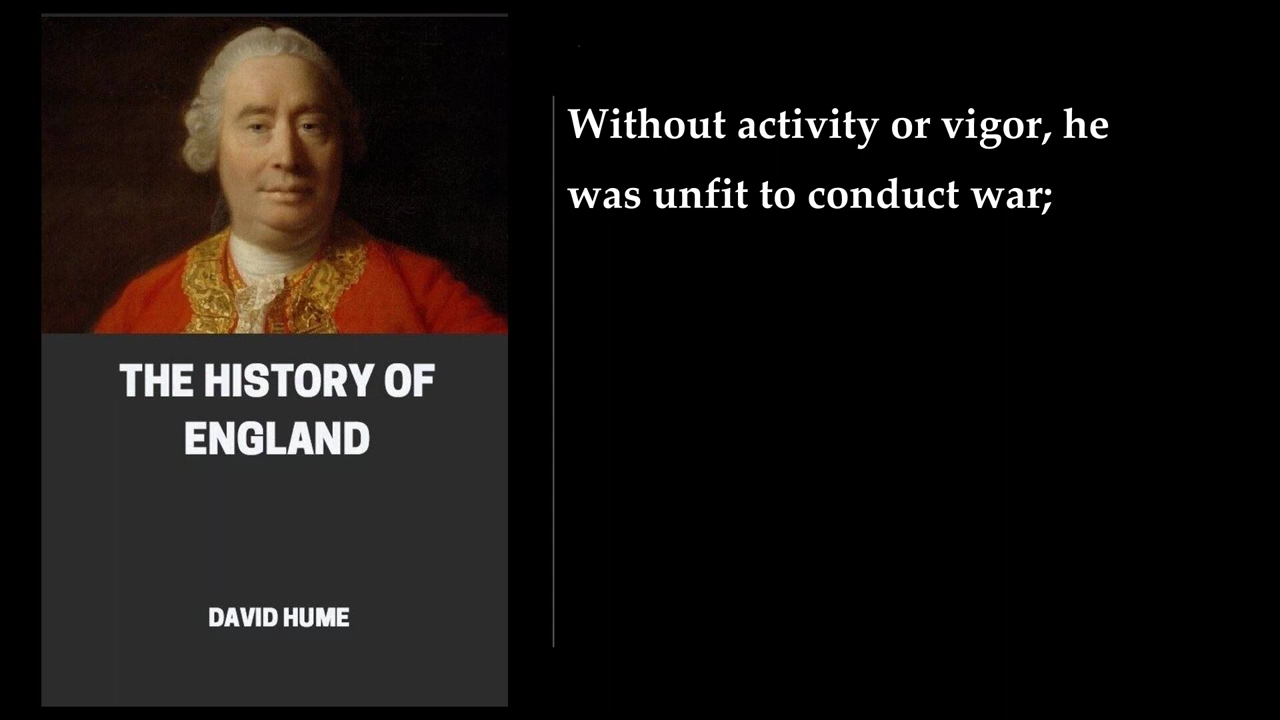 THE HISTORY OF
ENGLAND
DAVID HUME
Without activity or vigor, he
was unfit to conduct war;